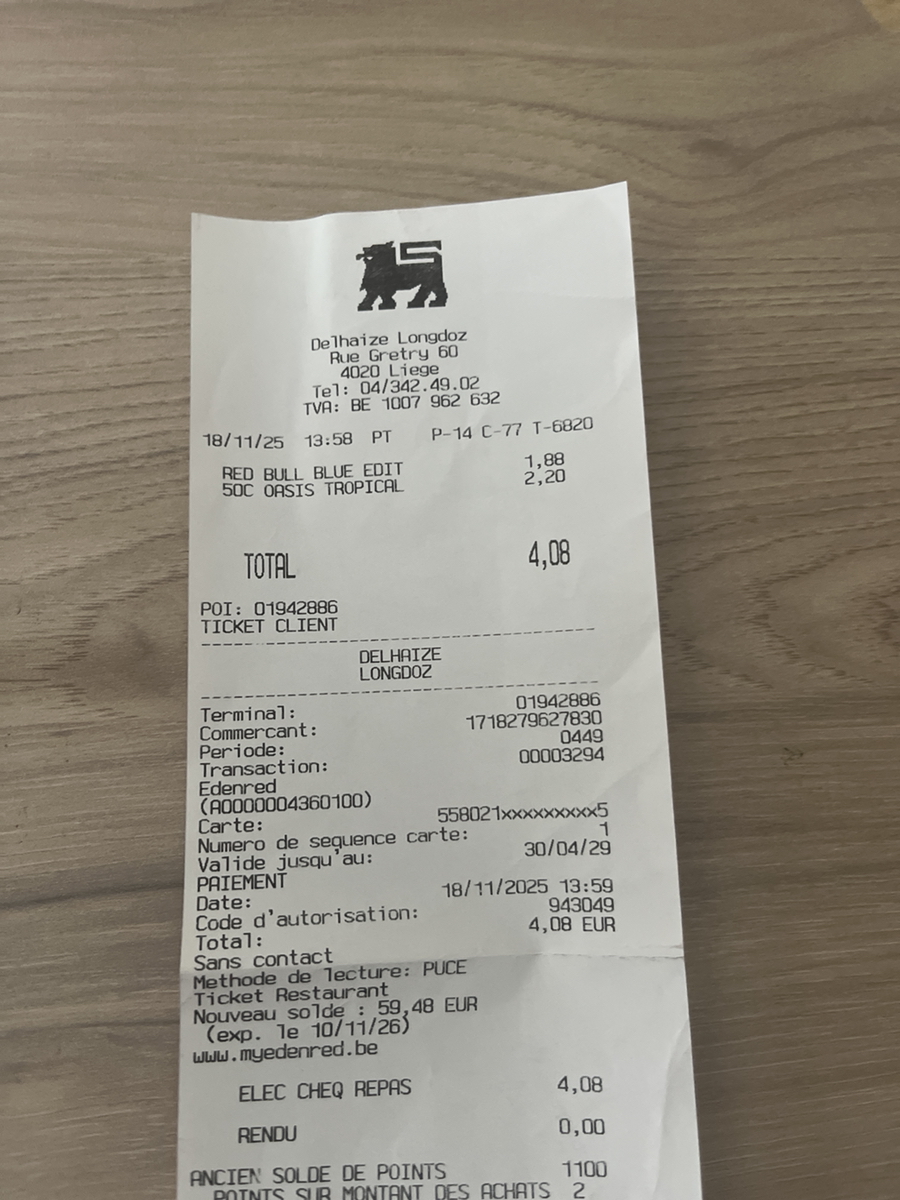 Delhaize Longdoz
Rue Gretry 60
4020 Liege
Tel: 04/342.49.02
TVA: BE 1007 962 632
18/11/25 13:58 PT P-14 C-77 T-6820
RED BULL BLUE EDIT 1,88
50C OASIS TROPICAL 2,20
TOTAL 4,08
POI: 01942886
TICKET CLIENT
DELHAIZE
LONGDOZ
Terminal: 01942886
Commercant: 1718279627830
Periode: 0449
Transaction: 00003294
Edenred
(A0000004360100)
Carte: 558021xxxxxxxxx5
Numero de sequence carte: 1
Valide jusqu'au: 30/04/29
PAIEMENT
Date: 18/11/2025 13:59
Code d'autorisation: 943049
Total: 4,08 EUR
Sans contact
Methode de lecture: PUCE
Ticket Restaurant
Nouveau solde : 59,48 EUR
(exp. le 10/11/26)
www.myedenred.be
ELEC CHEQ REPAS 4,08
RENDU 0,00
ANCIEN SOLDE DE POINTS 1100
POINTS SUR MONTANT DES ACHATS 2